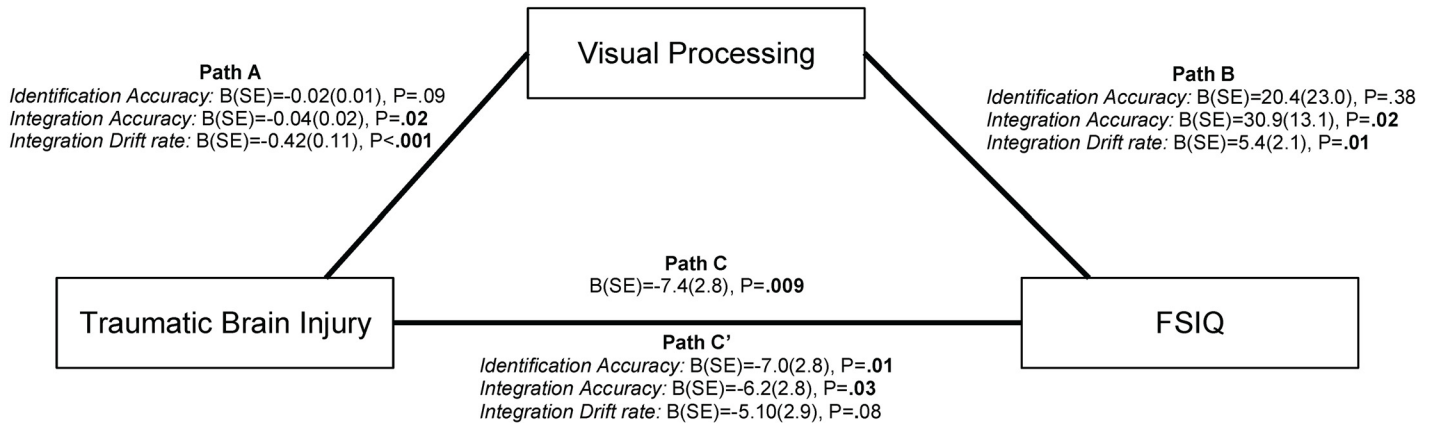 Visual Processing
Path A
Identification Accuracy: B(SE)=-0.02(0.01), P=.09
Integration Accuracy: B(SE)=-0.04(0.02), P=.02
Integration Drift rate: B(SE)=-0.42(0.11), P<.001
Path B
Identification Accuracy: B(SE)=20.4(23.0), P=.38
Integration Accuracy: B(SE)=30.9(13.1), P=.02
Integration Drift rate: B(SE)=5.4(2.1), P=.01
Path C
B(SE)=-7.4(2.8), P=.009
Traumatic Brain Injury
FSIQ
Path C’
Identification Accuracy: B(SE)=-7.0(2.8), P=.01
Integration Accuracy: B(SE)=-6.2(2.8), P=.03
Integration Drift rate: B(SE)=-5.10(2.9), P=.08